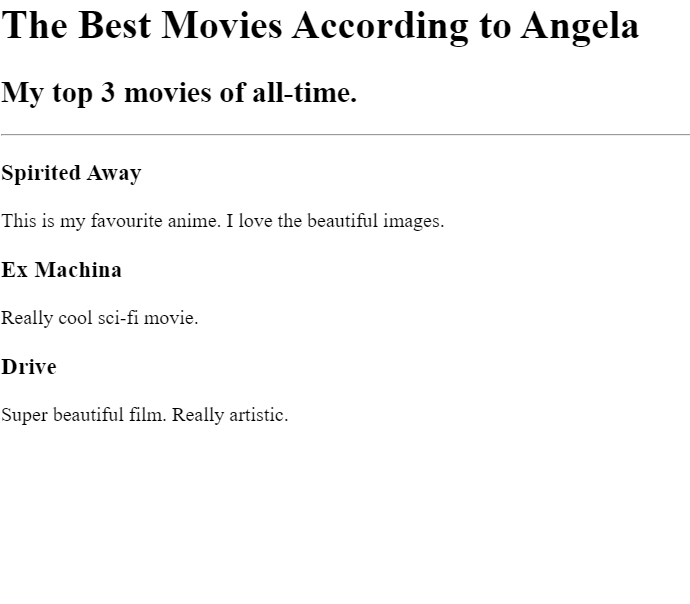 The Best Movies According to Angela
My top 3 movies of all-time.
Spirited Away
This is my favourite anime. I love the beautiful images.
Ex Machina
Really cool sci-fi movie.
Drive
Super beautiful film. Really artistic.